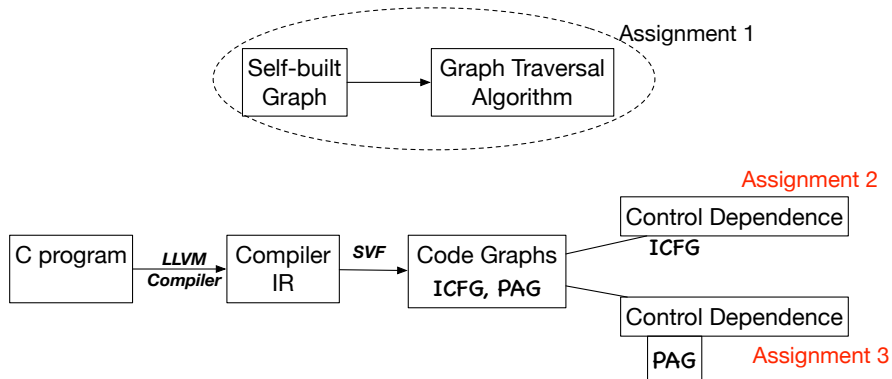 Assignment 1
Self-built
Graph
Graph Traversal
Algorithm
Assignment 2
Control Dependence
ICFG
C program
LLVM
Compiler
Compiler
IR
SVF
Code Graphs
ICFG, PAG
Control Dependence
PAG
Assignment 3